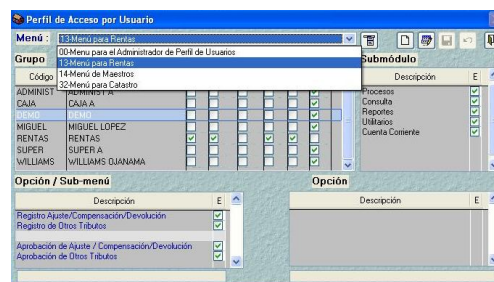 Perfil de Acceso por Usuario
Menú : 13-Menú para Rentas
00-Menu para el Administrador de Perfil de Usuarios
13-Menú para Rentas
14-Menú de Maestros
32-Menú para Catastro
Grupo
Submódulo
Código
Descripción E
ADMINIST ADMINIST A
CAJA CAJA A
DEMO DEMO
MIGUEL MIGUEL LOPEZ
RENTAS RENTAS
SUPER SUPER A
WILLIAMS WILLIAMS OJANAMA
Procesos
Consulta
Reportes
Utilitarios
Cuenta Corriente
Opción / Sub-menú
Opción
Descripción E
Descripción E
Registro Ajuste/Compensación/Devolución
Registro de Otros Tributos
Aprobación de Ajuste / Compensación/Devolución
Aprobación de Otros Tributos